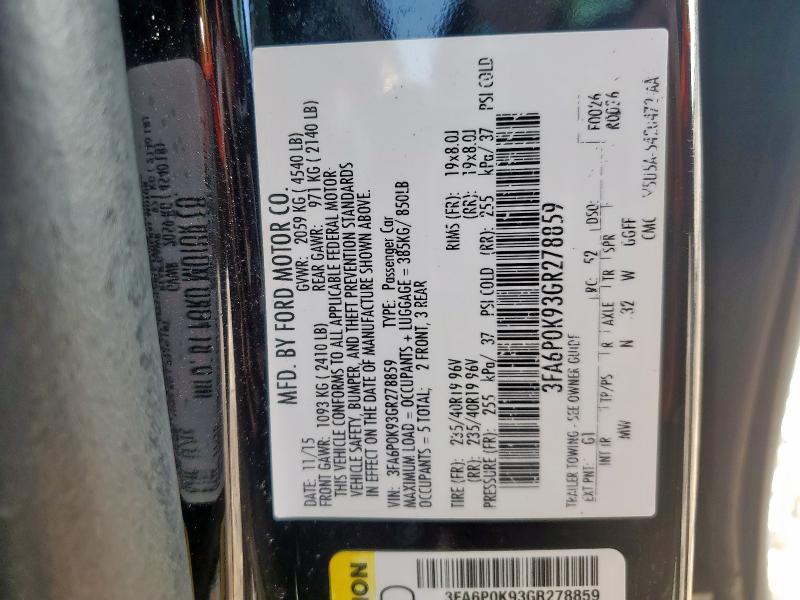 MFD. BY FORD MOTOR CO.
DATE: 11/15
GVWR: 2059 KG ( 4540 LB)
FRONT GAWR: 1093 KG ( 2410 LB)
REAR GAWR: 971 KG ( 2140 LB)
THIS VEHICLE CONFORMS TO ALL APPLICABLE FEDERAL MOTOR
VEHICLE SAFETY, BUMPER, AND THEFT PREVENTION STANDARDS
IN EFFECT ON THE DATE OF MANUFACTURE SHOWN ABOVE.
VIN: 3FA6P0K93GR278859 TYPE: Passenger Car
MAXIMUM LOAD = OCCUPANTS + LUGGAGE = 385KG/ 850LB
OCCUPANTS = 5 TOTAL; 2 FRONT, 3 REAR
TIRE (FR): 235/40R19 96V RIMS (FR): 19x8.0J
(RR): 235/40R19 96V (RR): 19x8.0J
PRESSURE (FR): 255 kPa/ 37 PSI COLD (RR): 255 kPa/ 37 PSI COLD
3FA6P0K93GR278859
TRAILER TOWING - SEE OWNER GUIDE
EXT PNT: G1 RC: 52 DSO: F0026
R0026
INT TR TP/PS R AXLE TR SPR
MW N 32 W GGFF
CMC
3FA6P0K93GR278859